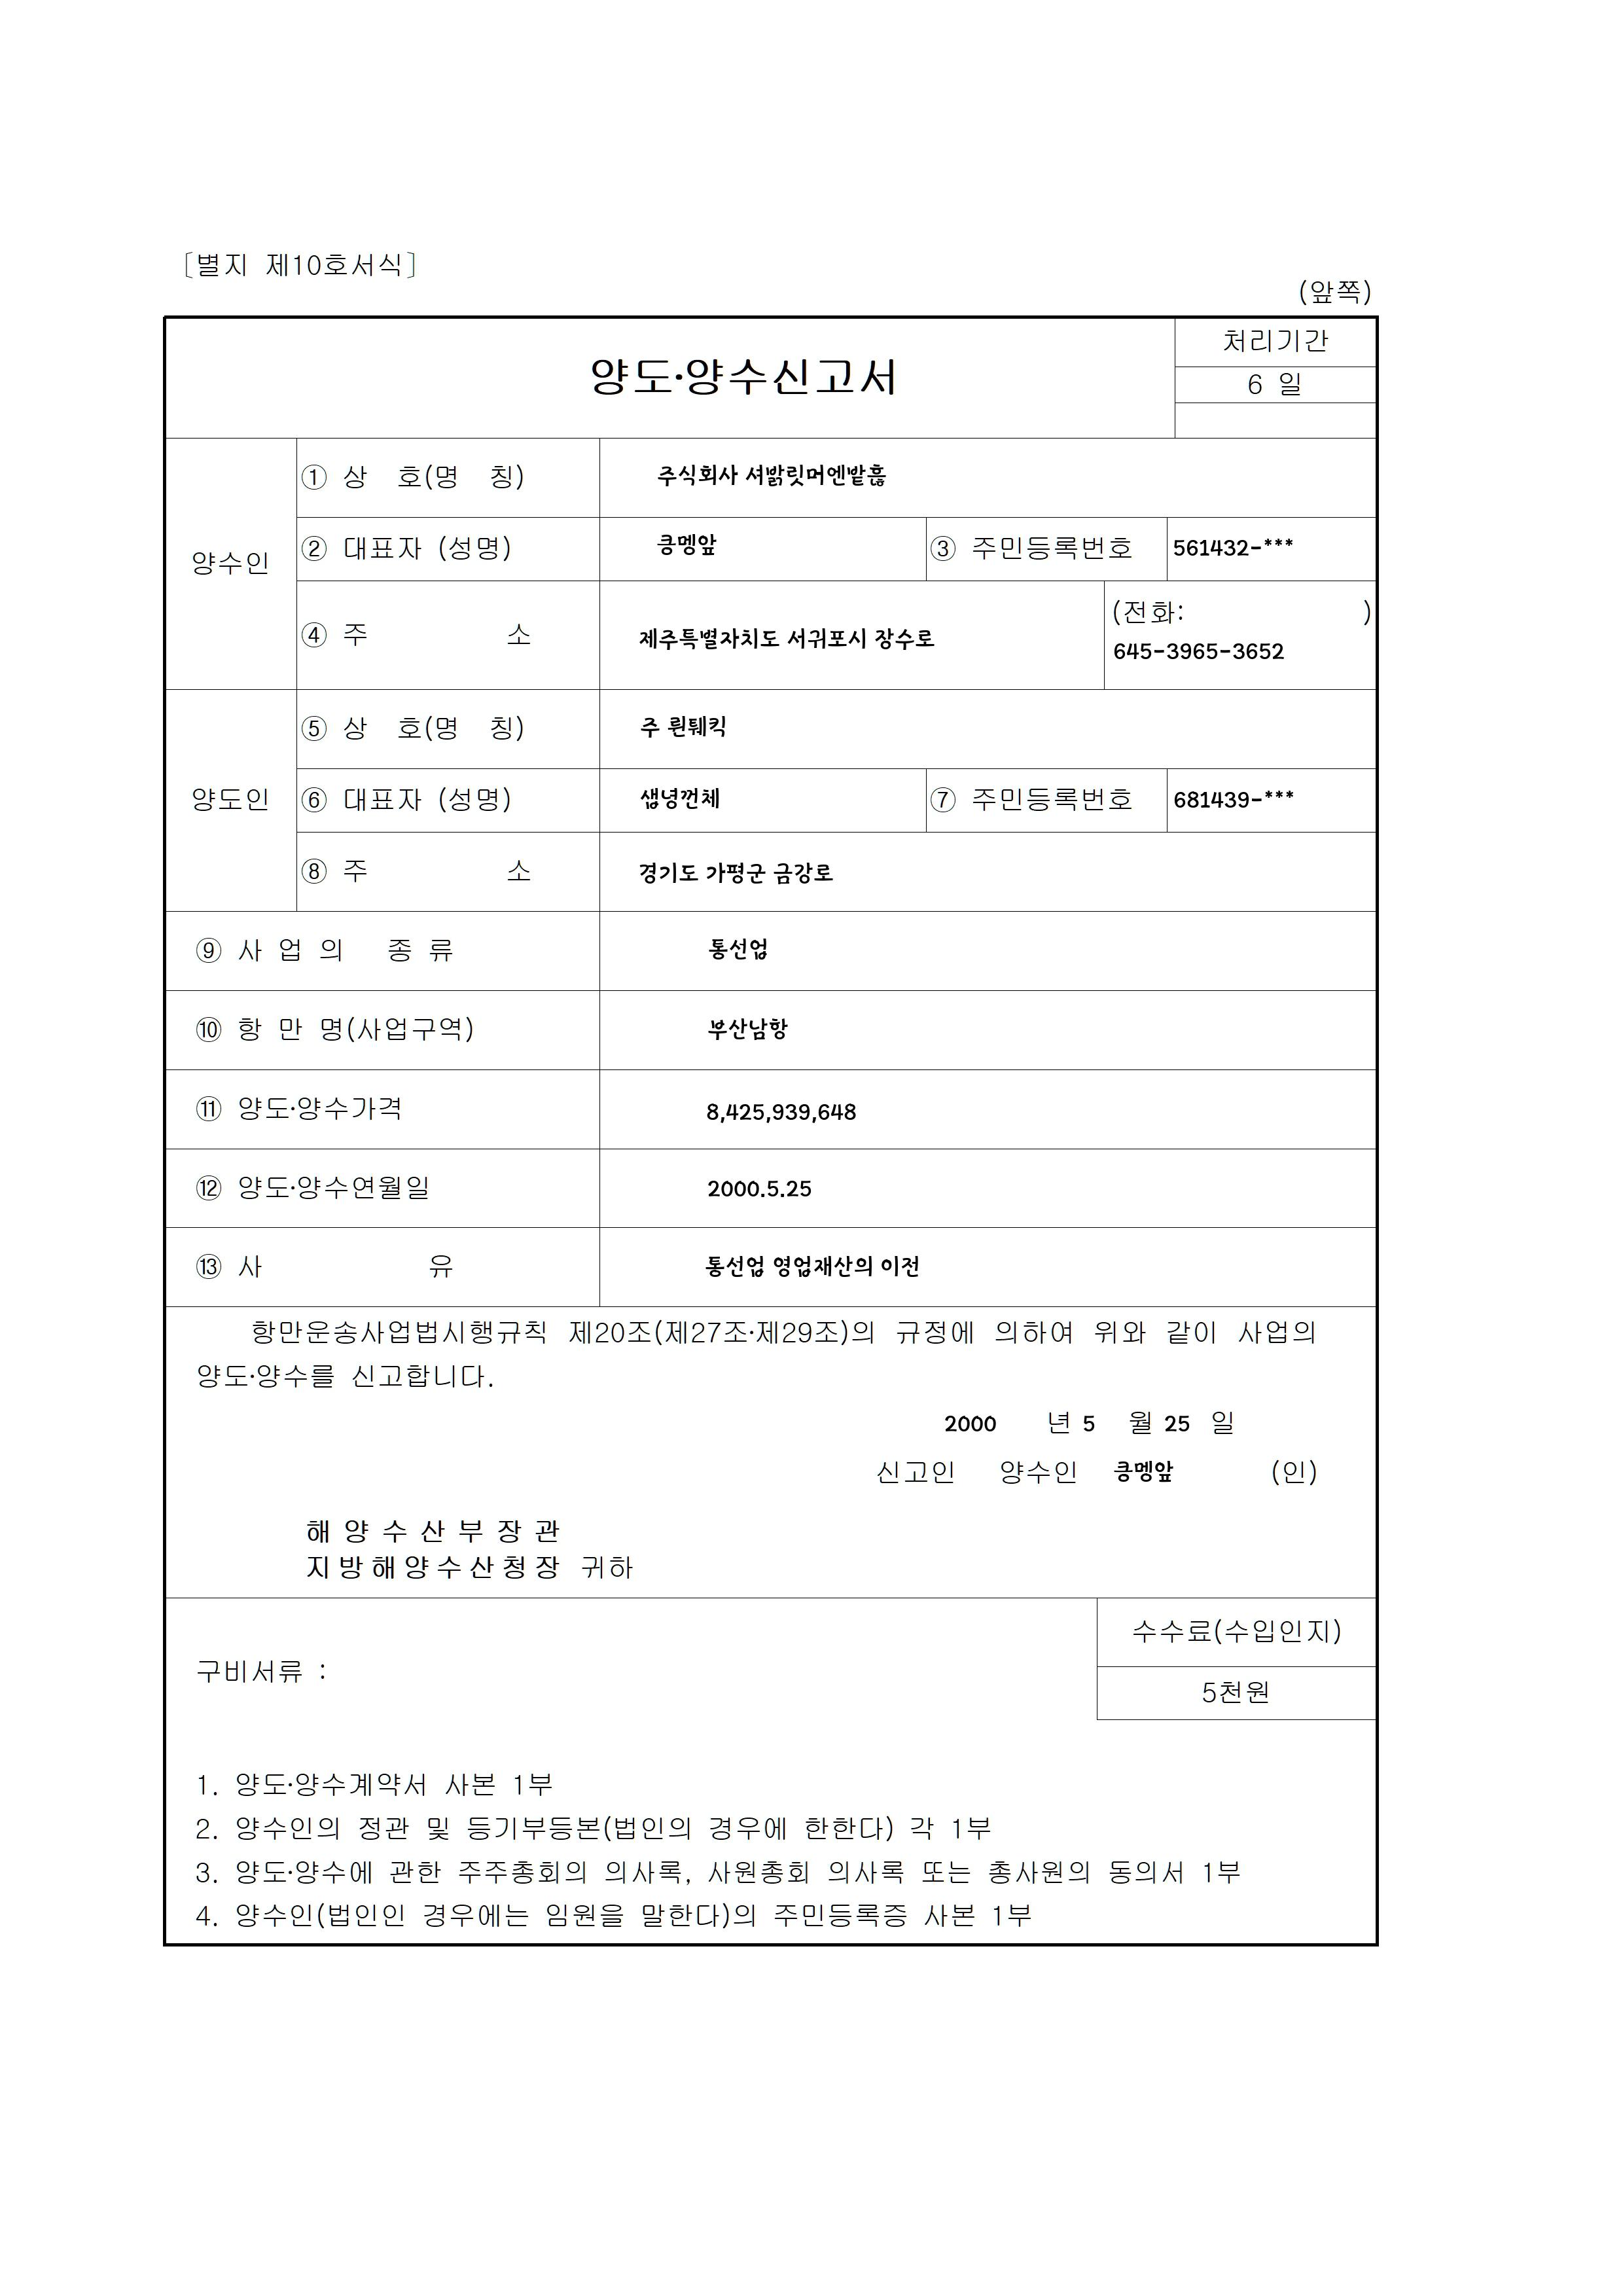 [별지 제10호서식]
(앞쪽)
양도·양수신고서
처리기간
6 일
양수인
① 상 호(명 칭)
주식회사 셔밝릿머엔밭흟
② 대표자 (성명)
킁멩앞
③ 주민등록번호
561432-***
④ 주 소
제주특별자치도 서귀포시 장수로
(전화: )
645-3965-3652
양도인
⑤ 상 호(명 칭)
주 뢴퉤킥
⑥ 대표자 (성명)
샙녕껀체
⑦ 주민등록번호
681439-***
⑧ 주 소
경기도 가평군 금강로
⑨ 사 업 의 종 류
통선업
⑩ 항 만 명(사업구역)
부산남항
⑪ 양도·양수가격
8,425,939,648
⑫ 양도·양수연월일
2000.5.25
⑬ 사 유
통선업 영업재산의 이전
항만운송사업법시행규칙 제20조(제27조·제29조)의 규정에 의하여 위와 같이 사업의
양도·양수를 신고합니다.
2000 년 5 월 25 일
신고인 양수인 킁멩앞 (인)
해 양 수 산 부 장 관
지 방 해 양 수 산 청 장 귀하
구비서류 :
수수료(수입인지)
5천원
1. 양도·양수계약서 사본 1부
2. 양수인의 정관 및 등기부등본(법인의 경우에 한한다) 각 1부
3. 양도·양수에 관한 주주총회의 의사록, 사원총회 의사록 또는 총사원의 동의서 1부
4. 양수인(법인인 경우에는 임원을 말한다)의 주민등록증 사본 1부